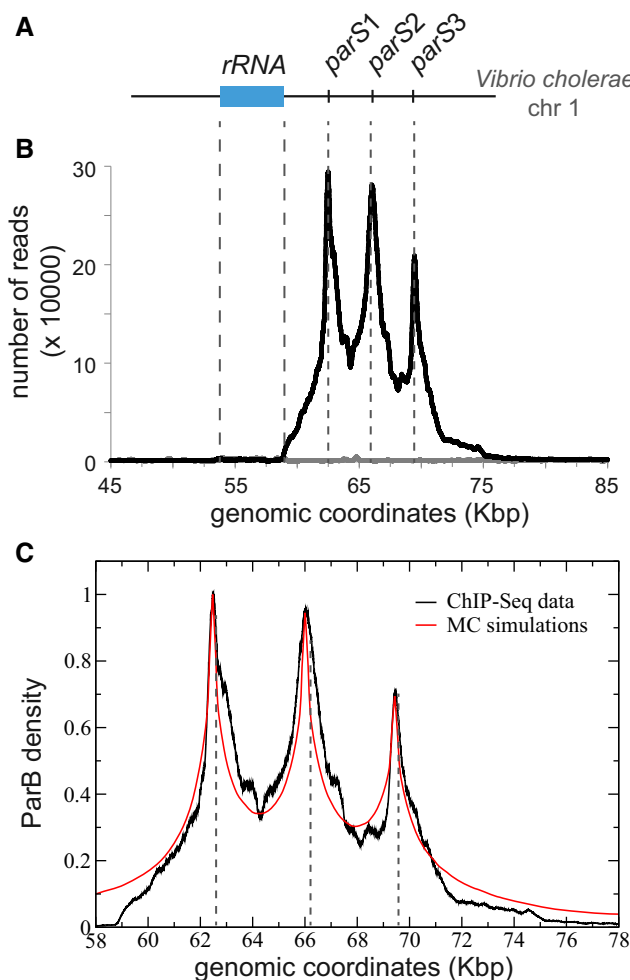 A
rRNA
parS1
parS2
parS3
Vibrio cholerae
chr 1
B
number of reads
(x 10000)
30
20
10
0
45
55
65
75
85
genomic coordinates (Kbp)
C
ChIP-Seq data
MC simulations
ParB density
1
0.8
0.6
0.4
0.2
0
58
60
62
64
66
68
70
72
74
76
78
genomic coordinates (Kbp)